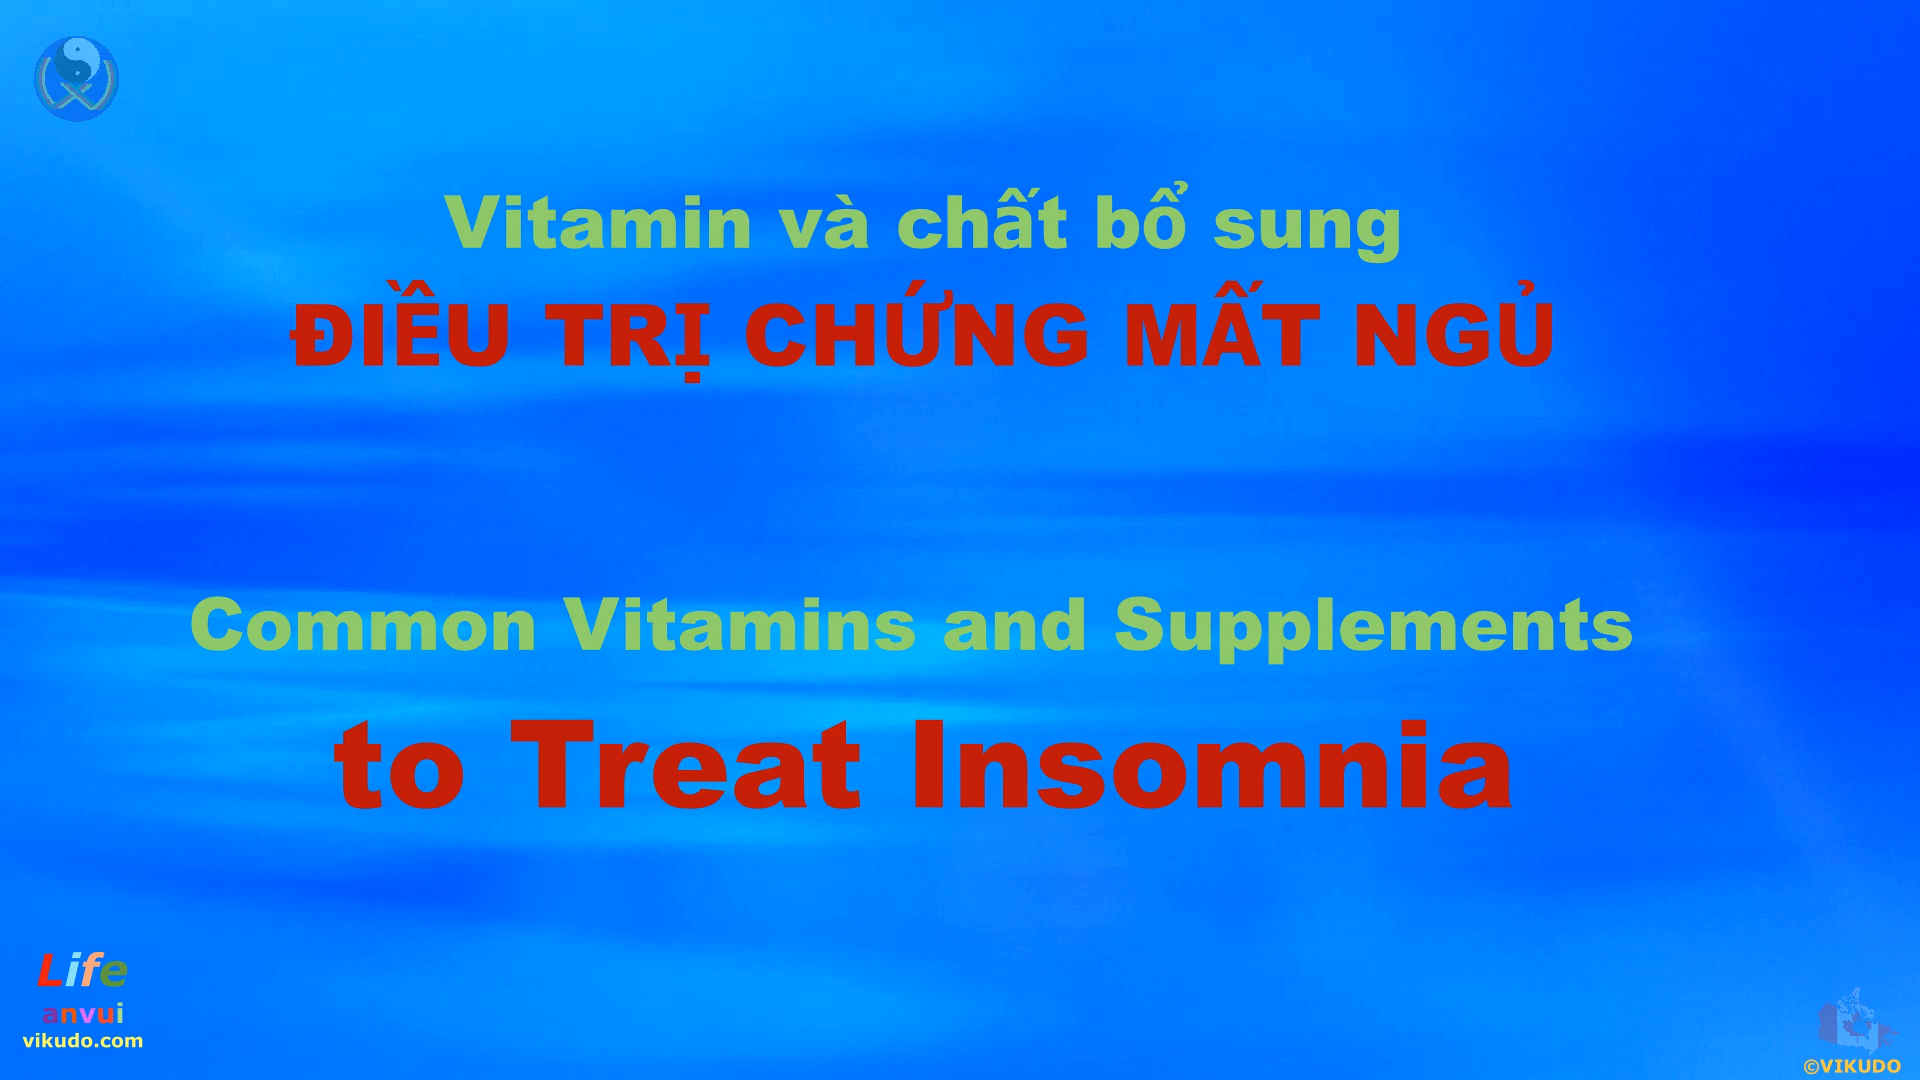 Vitamin và chất bổ sung
ĐIỀU TRỊ CHỨNG MẤT NGỦ
Common Vitamins and Supplements
to Treat Insomnia
Life
anvui
vikudo.com
©VIKUDO